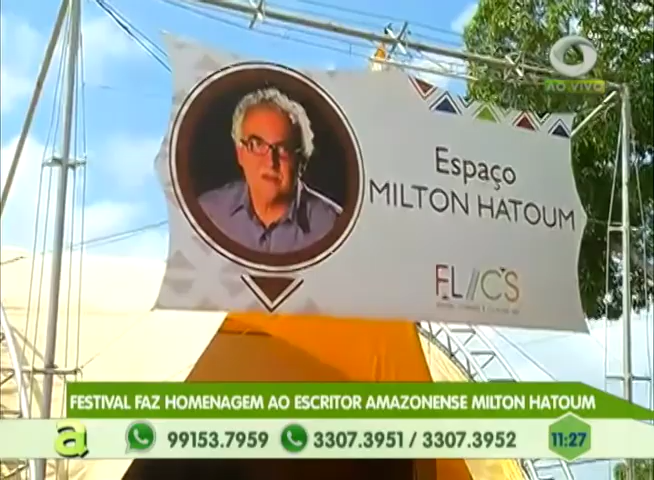 AO VIVO
Espaço
MILTON HATOUM
FLICS
FESTIVAL FAZ HOMENAGEM AO ESCRITOR AMAZONENSE MILTON HATOUM
a
99153.7959
3307.3951 / 3307.3952
11:27